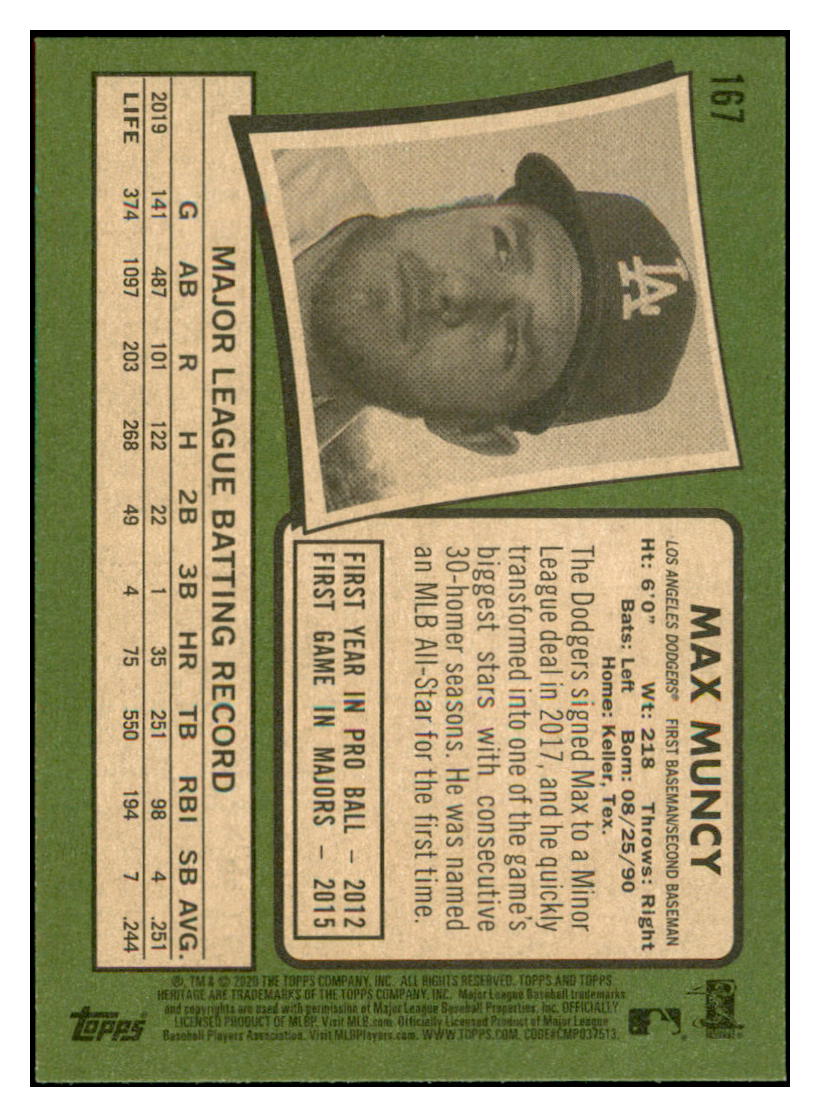 167
LA
MAX MUNCY
LOS ANGELES DODGERS® FIRST BASEMAN/SECOND BASEMAN
Ht: 6'0" Wt: 218 Throws: Right
Bats: Left Born: 08/25/90
Home: Keller, Tex.
The Dodgers signed Max to a Minor
League deal in 2017, and he quickly
transformed into one of the game's
biggest stars with consecutive
30-homer seasons. He was named
an MLB All-Star for the first time.
FIRST YEAR IN PRO BALL – 2012
FIRST GAME IN MAJORS – 2015
MAJOR LEAGUE BATTING RECORD
G AB R H 2B 3B HR TB RBI SB AVG.
2019 141 487 101 122 22 1 35 251 98 4 .251
LIFE 374 1097 203 268 49 4 75 550 194 7 .244
®, TM & © 2020 THE TOPPS COMPANY, INC. ALL RIGHTS RESERVED. TOPPS AND TOPPS
HERITAGE ARE TRADEMARKS OF THE TOPPS COMPANY, INC. Major League Baseball trademarks
and copyrights are used with permission of Major League Baseball Properties, Inc. OFFICIALLY
LICENSED PRODUCT OF MLBP. Visit MLB.com. Officially Licensed Product of Major League
Baseball Players Association. Visit MLBPlayers.com. WWW.TOPPS.COM. CODE#CMP037513.
topps